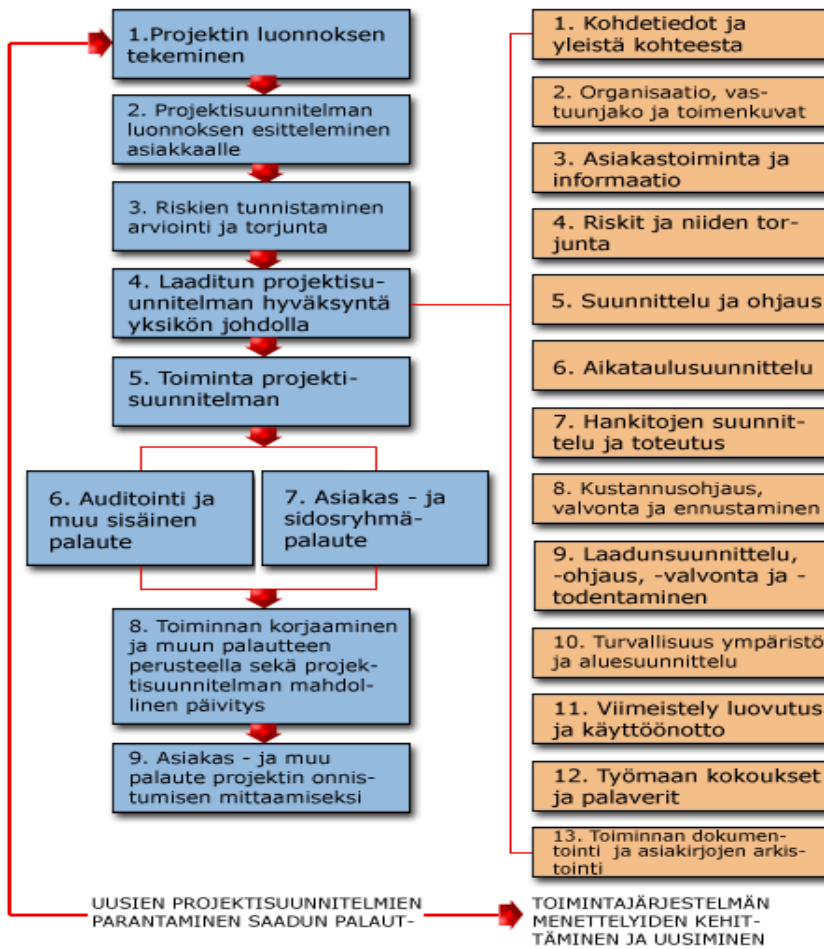 1.Projektin luonnoksen
tekeminen
2. Projektisuunnitelman
luonnoksen esitteleminen
asiakkaalle
3. Riskien tunnistaminen
arviointi ja torjunta
4. Laaditun projektisu-
unnitelman hyväksyntä
yksikön johdolla
5. Toiminta projekti-
suunnitelman
6. Auditointi ja
muu sisäinen
palaute
7. Asiakas - ja
sidosryhmä-
palaute
8. Toiminnan korjaaminen
ja muun palautteen
perusteella sekä projek-
tisuunnitelman mahdol-
linen päivitys
9. Asiakas - ja muu
palaute projektin onnis-
tumisen mittaamiseksi
1. Kohdetiedot ja
yleistä kohteesta
2. Organisaatio, vas-
tuunjako ja toimenkuvat
3. Asiakastoiminta ja
informaatio
4. Riskit ja niiden tor-
junta
5. Suunnittelu ja ohjaus
6. Aikataulusuunnittelu
7. Hankitojen suunnit-
telu ja toteutus
8. Kustannusohjaus,
valvonta ja ennustaminen
9. Laadunsuunnittelu,
-ohjaus, -valvonta ja -
todentaminen
10. Turvallisuus ympäristö
ja aluesuunnittelu
11. Viimeistely luovutus
ja käyttöönotto
12. Työmaan kokoukset
ja palaverit
13. Toiminnan dokumen-
tointi ja asiakirjojen arkis-
tointi
UUSIEN PROJEKTISUUNNITELMIEN
PARANTAMINEN SAADUN PALAUT-
TOIMINTAJÄRJESTELMÄN
MENETTELYIDEN KEHIT-
TÄMINEN JA UUSIMINEN